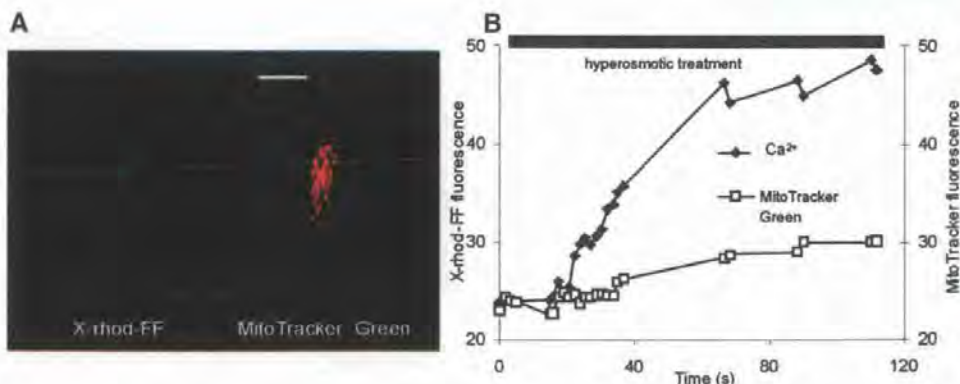 A
X-rhod-FF
MitoTracker Green
B
hyperosmotic treatment
X-rhod-FF fluorescence
50
40
30
20
Ca²⁺
MitoTracker
Green
50
40
30
20
MitoTracker fluorescence
0
40
80
120
Time (s)